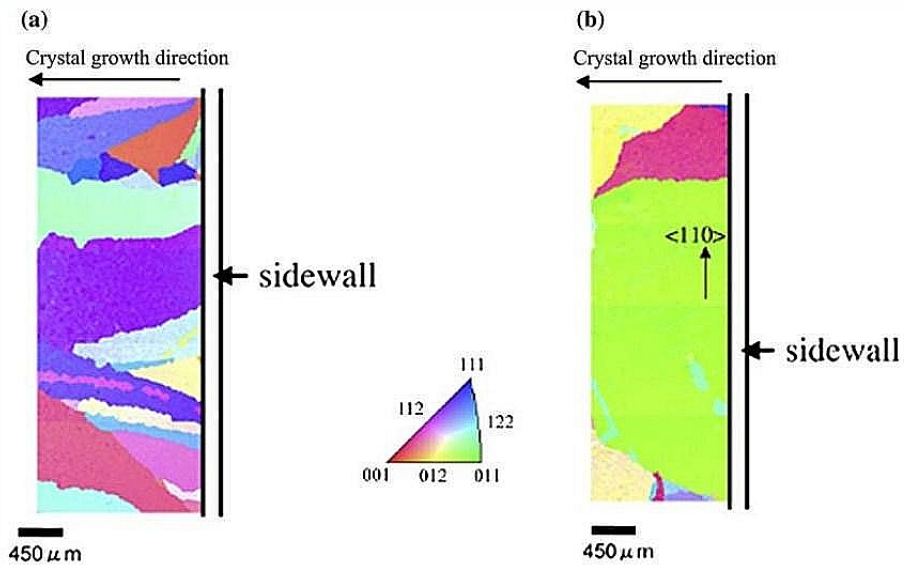 (a)
Crystal growth direction
sidewall
450 μm
111
112
122
001
012
011
(b)
Crystal growth direction
<110>
sidewall
450 μm